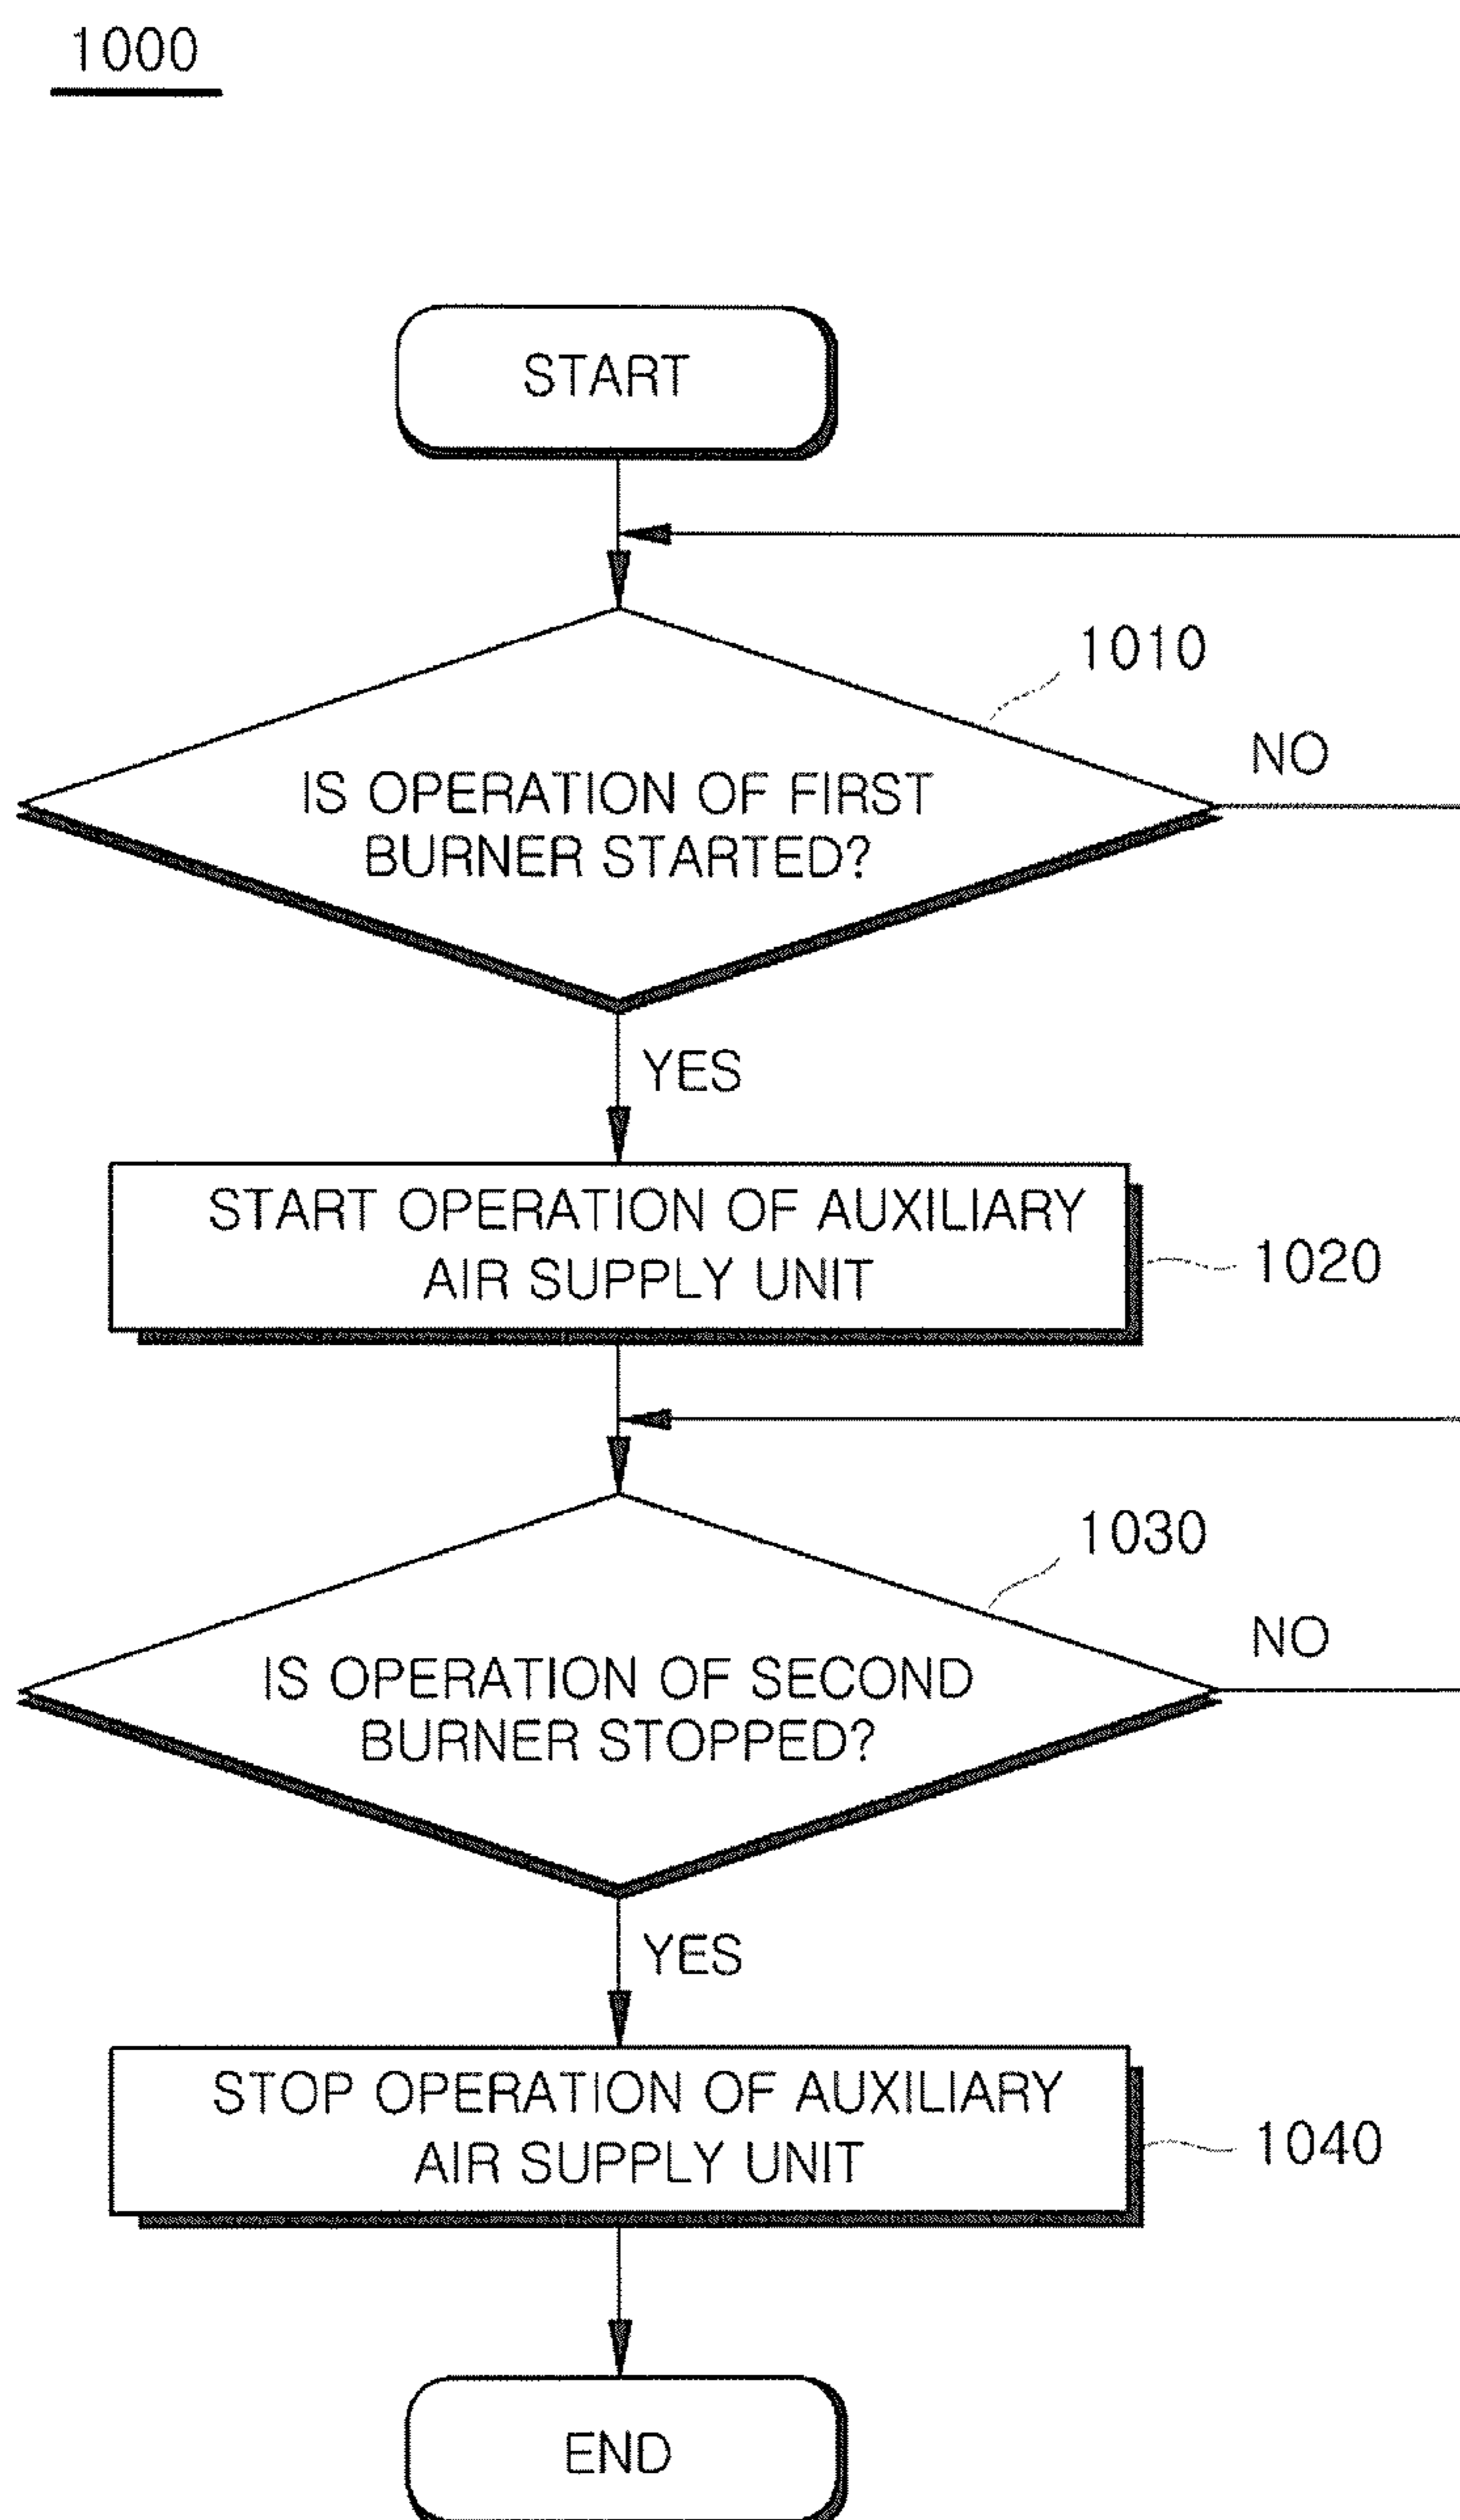 1000
START
1010
NO
IS OPERATION OF FIRST
BURNER STARTED?
YES
START OPERATION OF AUXILIARY
AIR SUPPLY UNIT
1020
1030
NO
IS OPERATION OF SECOND
BURNER STOPPED?
YES
STOP OPERATION OF AUXILIARY
AIR SUPPLY UNIT
1040
END